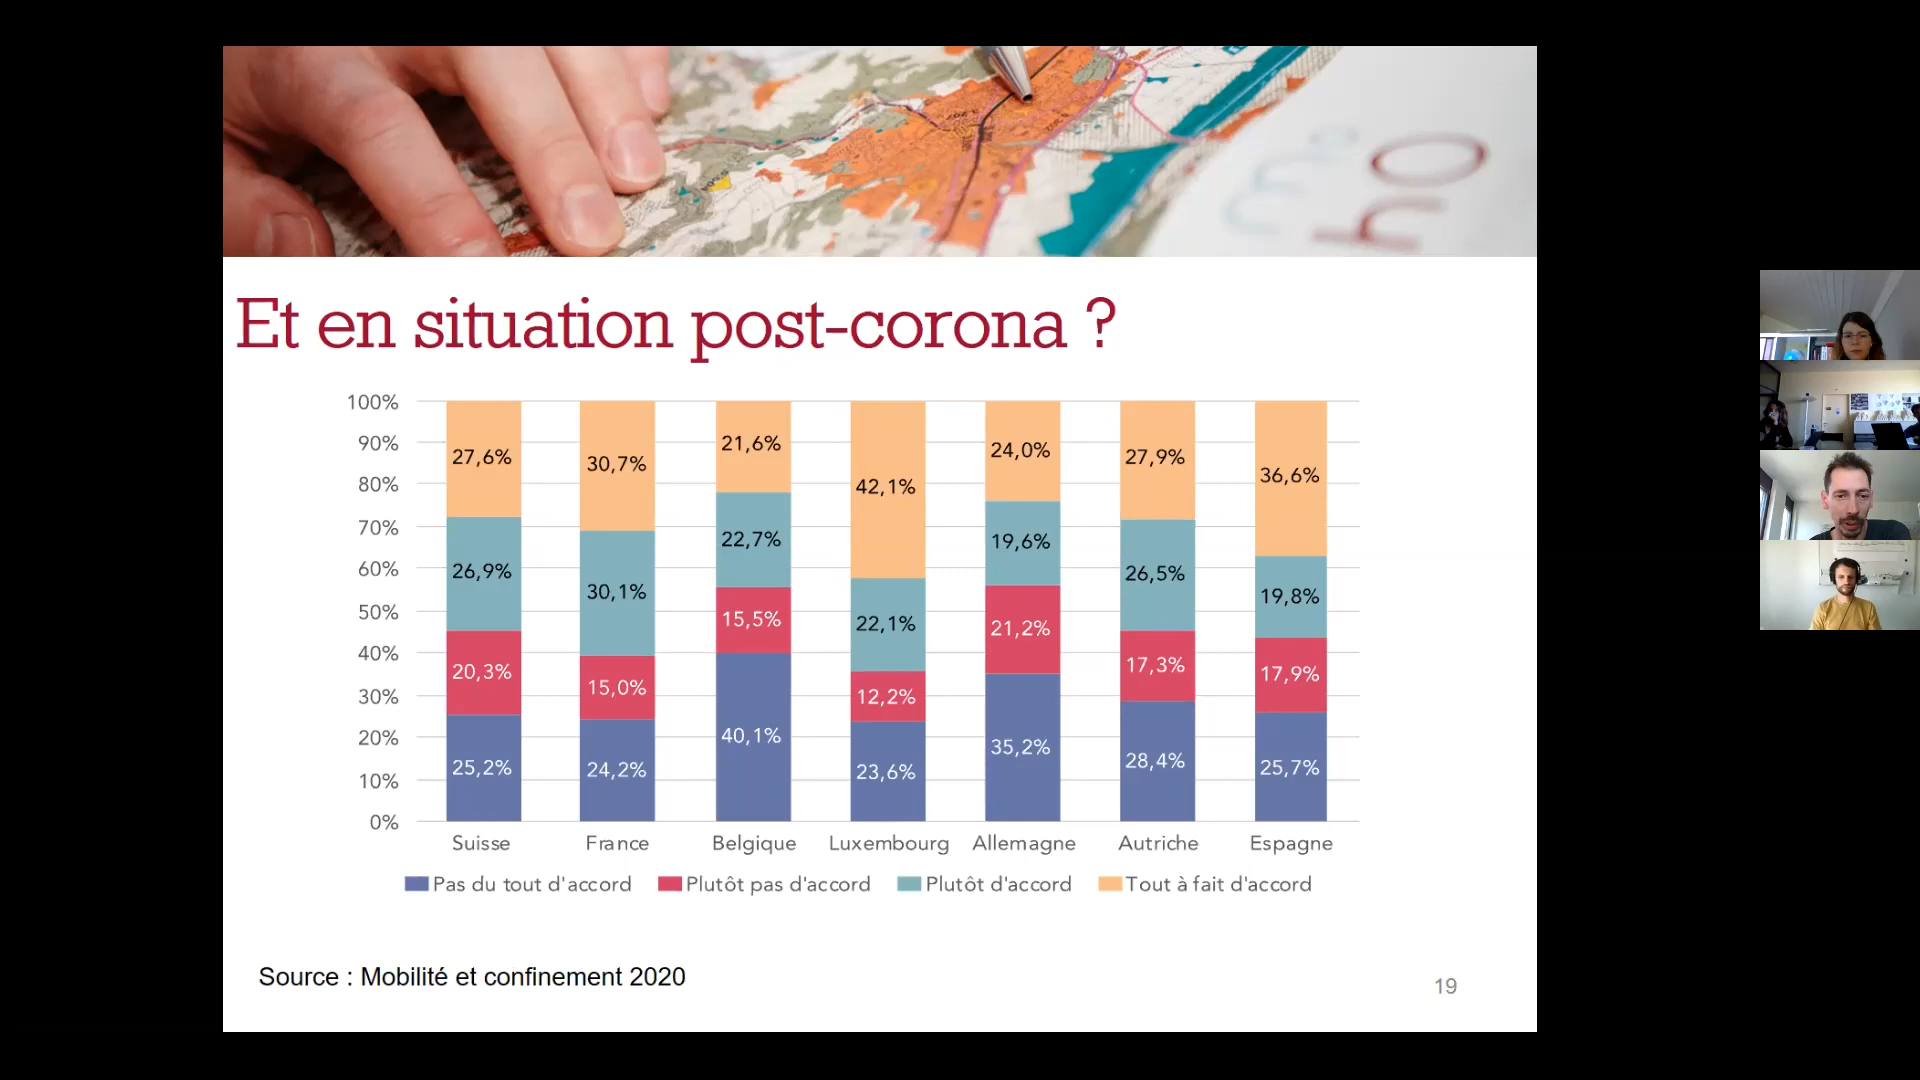 ho
Et en situation post-corona ?
100%
90%
80%
70%
60%
50%
40%
30%
20%
10%
0%
27,6% 30,7% 21,6% 42,1% 24,0% 27,9% 36,6%
26,9% 30,1% 22,7% 22,1% 19,6% 26,5% 19,8%
20,3% 15,0% 15,5% 12,2% 21,2% 17,3% 17,9%
25,2% 24,2% 40,1% 23,6% 35,2% 28,4% 25,7%
Suisse France Belgique Luxembourg Allemagne Autriche Espagne
Pas du tout d'accord Plutôt pas d'accord Plutôt d'accord Tout à fait d'accord
Source : Mobilité et confinement 2020
19